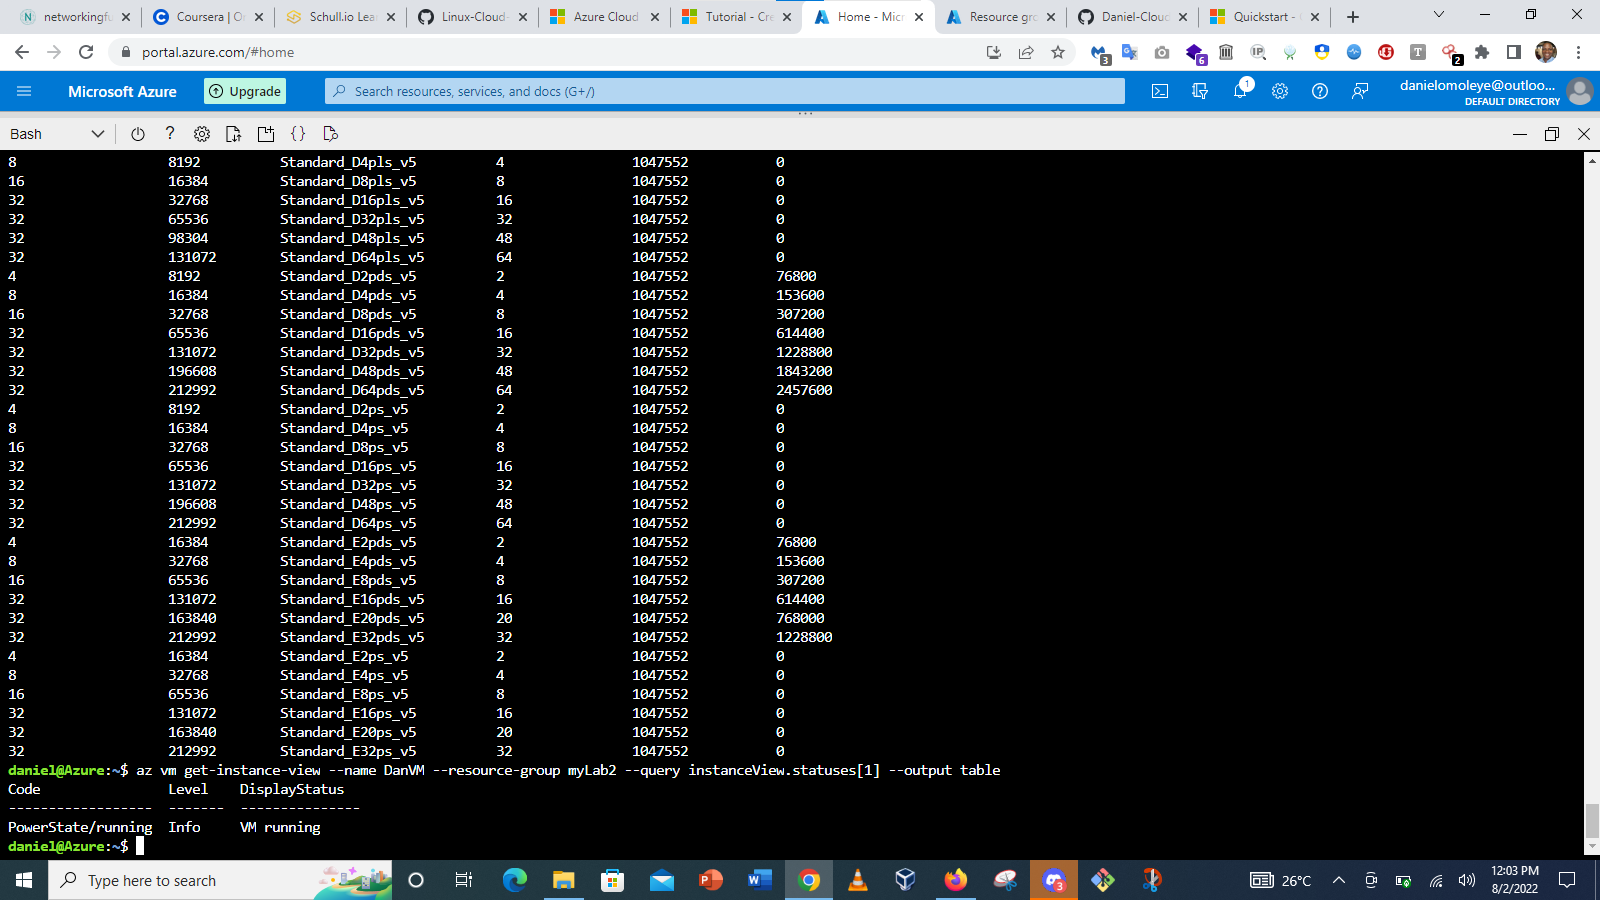 networkingfu
Coursera | O
Schull.io Lea
Linux-Cloud-
Azure Cloud
Tutorial - Cre
Home - Micr
Resource gr
Daniel-Cloud
Quickstart -
portal.azure.com/#home
3
6
IP
T
2
Microsoft Azure
Upgrade
Search resources, services, and docs (G+/)
1
danielomoleye@outloo...
DEFAULT DIRECTORY
Bash
8 8192 Standard_D4pls_v5 4 1047552 0
16 16384 Standard_D8pls_v5 8 1047552 0
32 32768 Standard_D16pls_v5 16 1047552 0
32 65536 Standard_D32pls_v5 32 1047552 0
32 98304 Standard_D48pls_v5 48 1047552 0
32 131072 Standard_D64pls_v5 64 1047552 0
4 8192 Standard_D2pds_v5 2 1047552 76800
8 16384 Standard_D4pds_v5 4 1047552 153600
16 32768 Standard_D8pds_v5 8 1047552 307200
32 65536 Standard_D16pds_v5 16 1047552 614400
32 131072 Standard_D32pds_v5 32 1047552 1228800
32 196608 Standard_D48pds_v5 48 1047552 1843200
32 212992 Standard_D64pds_v5 64 1047552 2457600
4 8192 Standard_D2ps_v5 2 1047552 0
8 16384 Standard_D4ps_v5 4 1047552 0
16 32768 Standard_D8ps_v5 8 1047552 0
32 65536 Standard_D16ps_v5 16 1047552 0
32 131072 Standard_D32ps_v5 32 1047552 0
32 196608 Standard_D48ps_v5 48 1047552 0
32 212992 Standard_D64ps_v5 64 1047552 0
4 16384 Standard_E2pds_v5 2 1047552 76800
8 32768 Standard_E4pds_v5 4 1047552 153600
16 65536 Standard_E8pds_v5 8 1047552 307200
32 131072 Standard_E16pds_v5 16 1047552 614400
32 163840 Standard_E20pds_v5 20 1047552 768000
32 212992 Standard_E32pds_v5 32 1047552 1228800
4 16384 Standard_E2ps_v5 2 1047552 0
8 32768 Standard_E4ps_v5 4 1047552 0
16 65536 Standard_E8ps_v5 8 1047552 0
32 131072 Standard_E16ps_v5 16 1047552 0
32 163840 Standard_E20ps_v5 20 1047552 0
32 212992 Standard_E32ps_v5 32 1047552 0
daniel@Azure:~$ az vm get-instance-view --name DanVM --resource-group myLab2 --query instanceView.statuses[1] --output table
Code Level DisplayStatus
------------------ ------- ---------------
PowerState/running Info VM running
daniel@Azure:~$
Type here to search
3
26°C
12:03 PM
8/2/2022